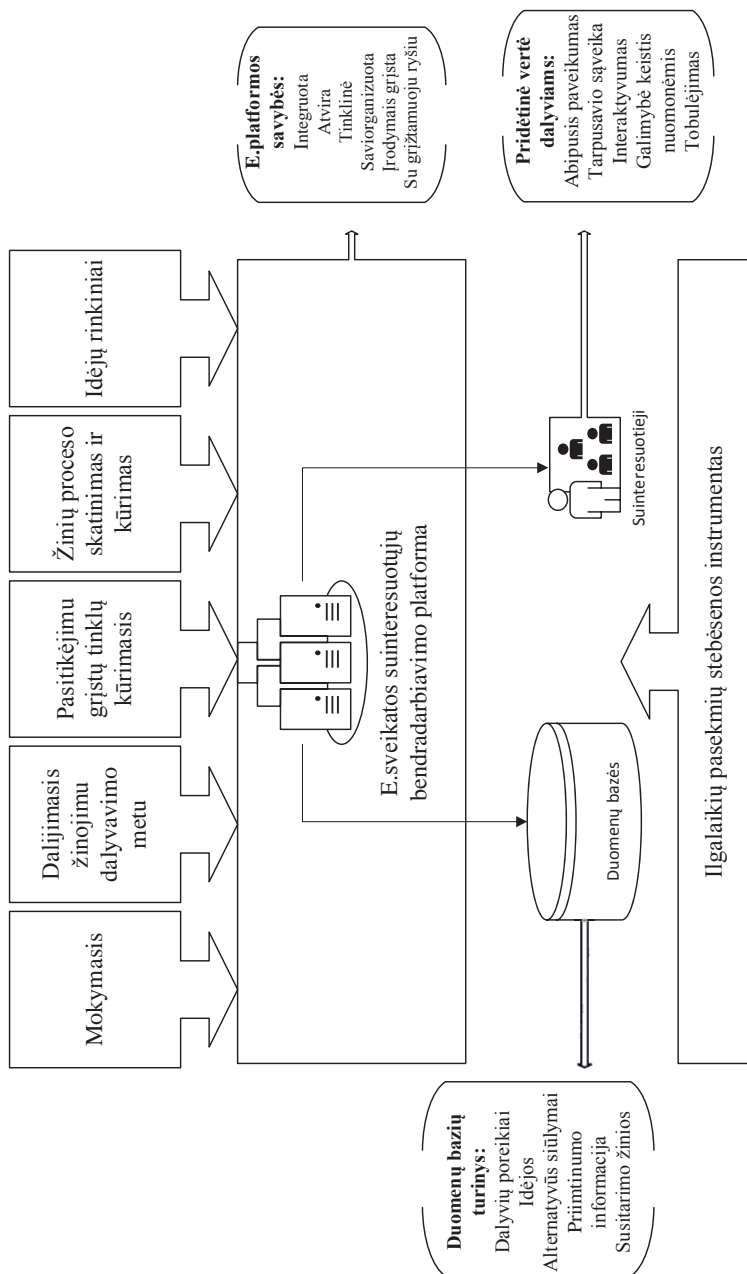 Mokymasis
Dalijimasis
žinojimu
dalyvavimo
metu
Pasitikėjimu
grįstų tinklų
kūrimasis
Žinių proceso
skatinimas ir
kūrimas
Idėjų rinkiniai
E.sveikatos suinteresuotųjų
bendradarbiavimo platforma
E.platformos
savybės:
Integruota
Atvira
Tinklinė
Saviorganizuota
Įrodymais grįsta
Su grįžtamuoju ryšiu
Duomenų bazių
turinys:
Dalyvių poreikiai
Idėjos
Alternatyvūs siūlymai
Priimtinumo
informacija
Susitarimo žinios
Duomenų bazės
Suinteresuotieji
Pridėtinė vertė
dalyviams:
Abipusis paveikumas
Tarpusavio sąveika
Interaktyvumas
Galimybė keistis
nuomonėmis
Tobulėjimas
Ilgalaikių pasekmių stebėsenos instrumentas